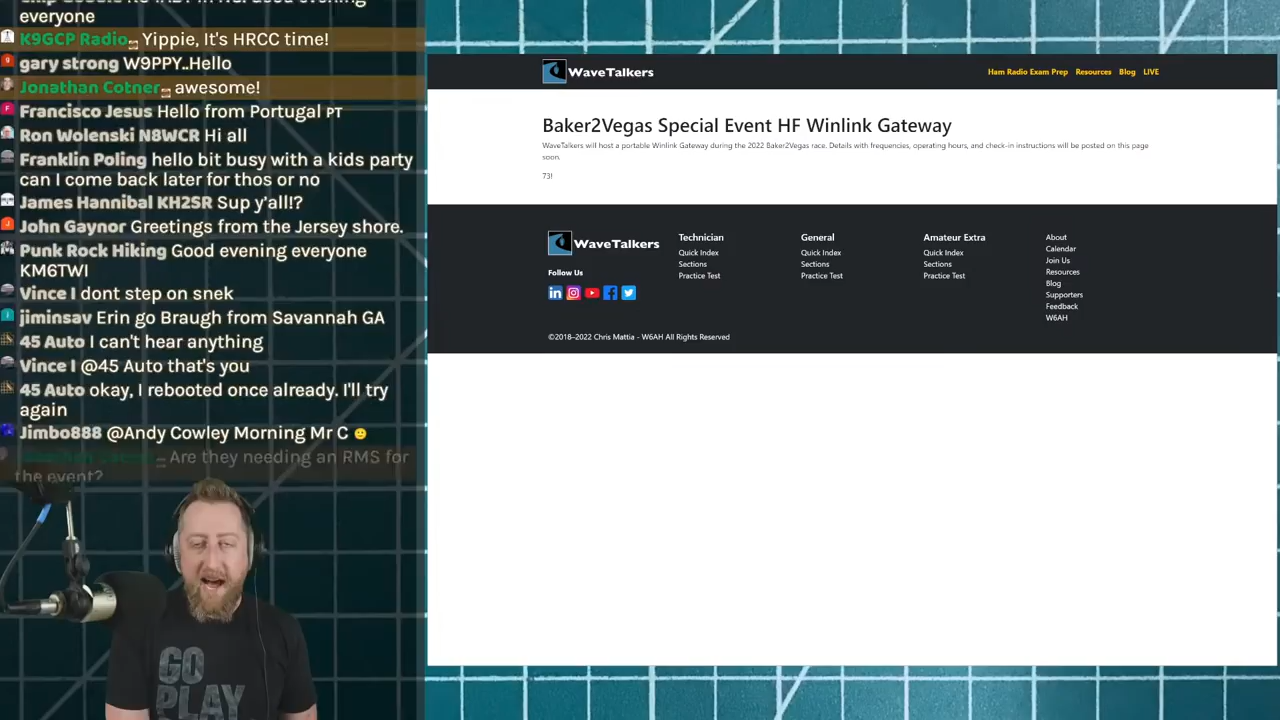 everyone
K9GCP Radio Yippie, It's HRCC time!
gary strong W9PPY..Hello
Jonathan Cotner awesome!
Francisco Jesus Hello from Portugal PT
Ron Wolenski N8WCR Hi all
Franklin Poling hello bit busy with a kids party
can I come back later for thos or no
James Hannibal KH2SR Sup y'all!?
John Gaynor Greetings from the Jersey shore.
Punk Rock Hiking Good evening everyone
KM6TWI
Vince I dont step on snek
jiminsav Erin go Braugh from Savannah GA
45 Auto I can't hear anything
Vince I @45 Auto that's you
45 Auto okay, I rebooted once already. I'll try
again
Jimbo888 @Andy Cowley Morning Mr C
Are they needing an RMS for
the event?
GO
PLAY
WaveTalkers
Ham Radio Exam Prep Resources Blog LIVE
Baker2Vegas Special Event HF Winlink Gateway
WaveTalkers will host a portable Winlink Gateway during the 2022 Baker2Vegas race. Details with frequencies, operating hours, and check-in instructions will be posted on this page
soon.
73!
WaveTalkers
Follow Us
©2018–2022 Chris Mattia - W6AH All Rights Reserved
Technician
Quick Index
Sections
Practice Test
General
Quick Index
Sections
Practice Test
Amateur Extra
Quick Index
Sections
Practice Test
About
Calendar
Join Us
Resources
Blog
Supporters
Feedback
W6AH